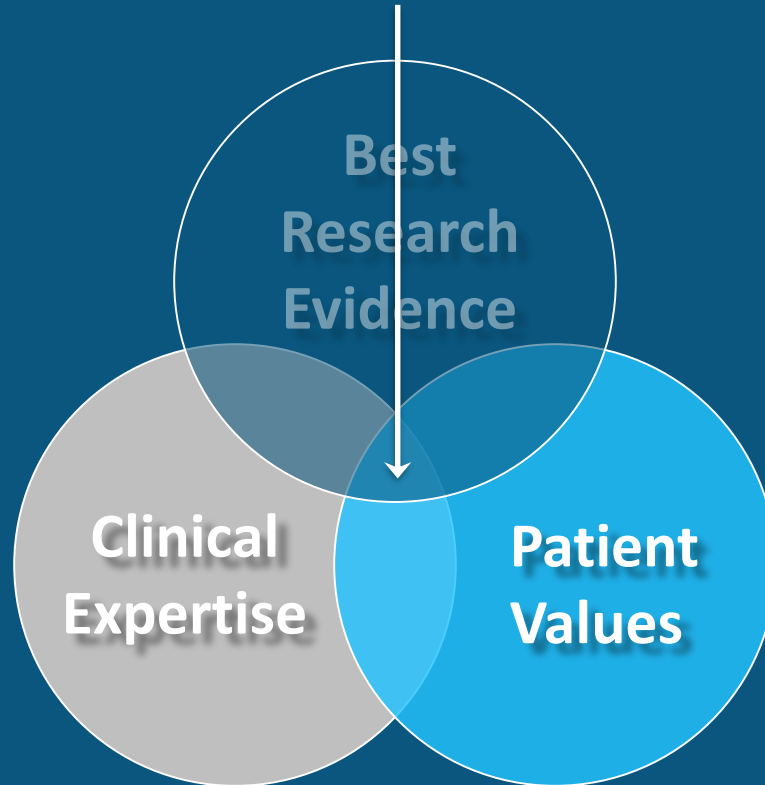 Best
Research
Evidence
Clinical
Expertise
Patient
Values